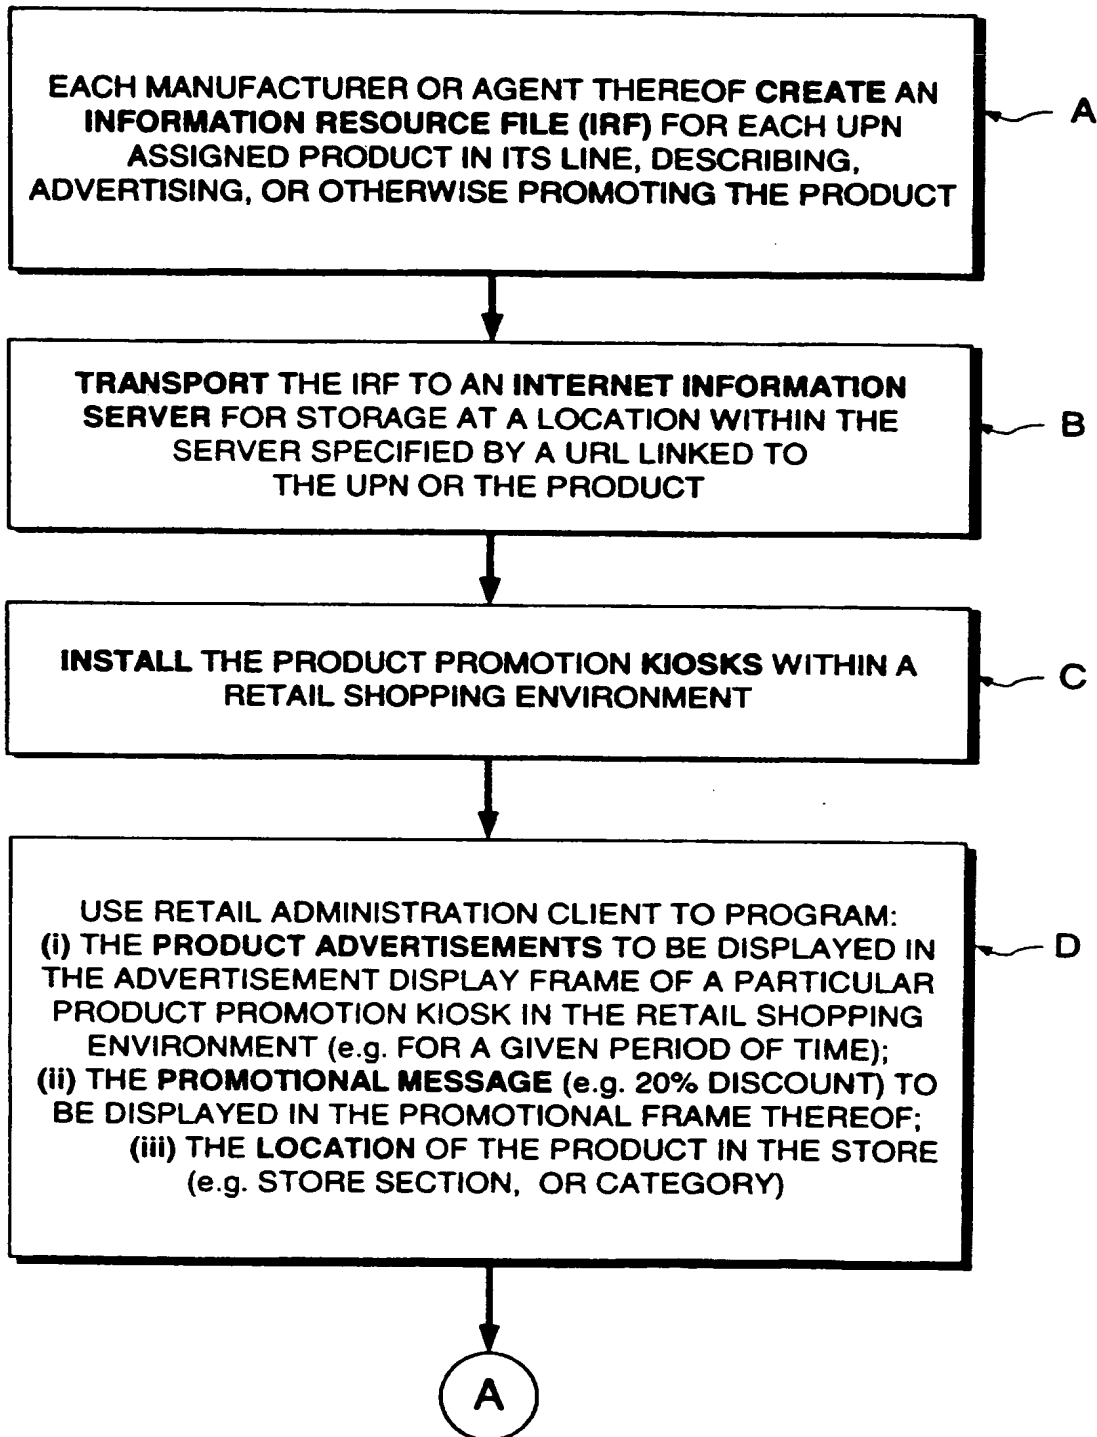 EACH MANUFACTURER OR AGENT THEREOF CREATE AN
INFORMATION RESOURCE FILE (IRF) FOR EACH UPN
ASSIGNED PRODUCT IN ITS LINE, DESCRIBING,
ADVERTISING, OR OTHERWISE PROMOTING THE PRODUCT
A
TRANSPORT THE IRF TO AN INTERNET INFORMATION
SERVER FOR STORAGE AT A LOCATION WITHIN THE
SERVER SPECIFIED BY A URL LINKED TO
THE UPN OR THE PRODUCT
B
INSTALL THE PRODUCT PROMOTION KIOSKS WITHIN A
RETAIL SHOPPING ENVIRONMENT
C
USE RETAIL ADMINISTRATION CLIENT TO PROGRAM:
(i) THE PRODUCT ADVERTISEMENTS TO BE DISPLAYED IN
THE ADVERTISEMENT DISPLAY FRAME OF A PARTICULAR
PRODUCT PROMOTION KIOSK IN THE RETAIL SHOPPING
ENVIRONMENT (e.g. FOR A GIVEN PERIOD OF TIME);
(ii) THE PROMOTIONAL MESSAGE (e.g. 20% DISCOUNT) TO
BE DISPLAYED IN THE PROMOTIONAL FRAME THEREOF;
(iii) THE LOCATION OF THE PRODUCT IN THE STORE
(e.g. STORE SECTION, OR CATEGORY)
D
A